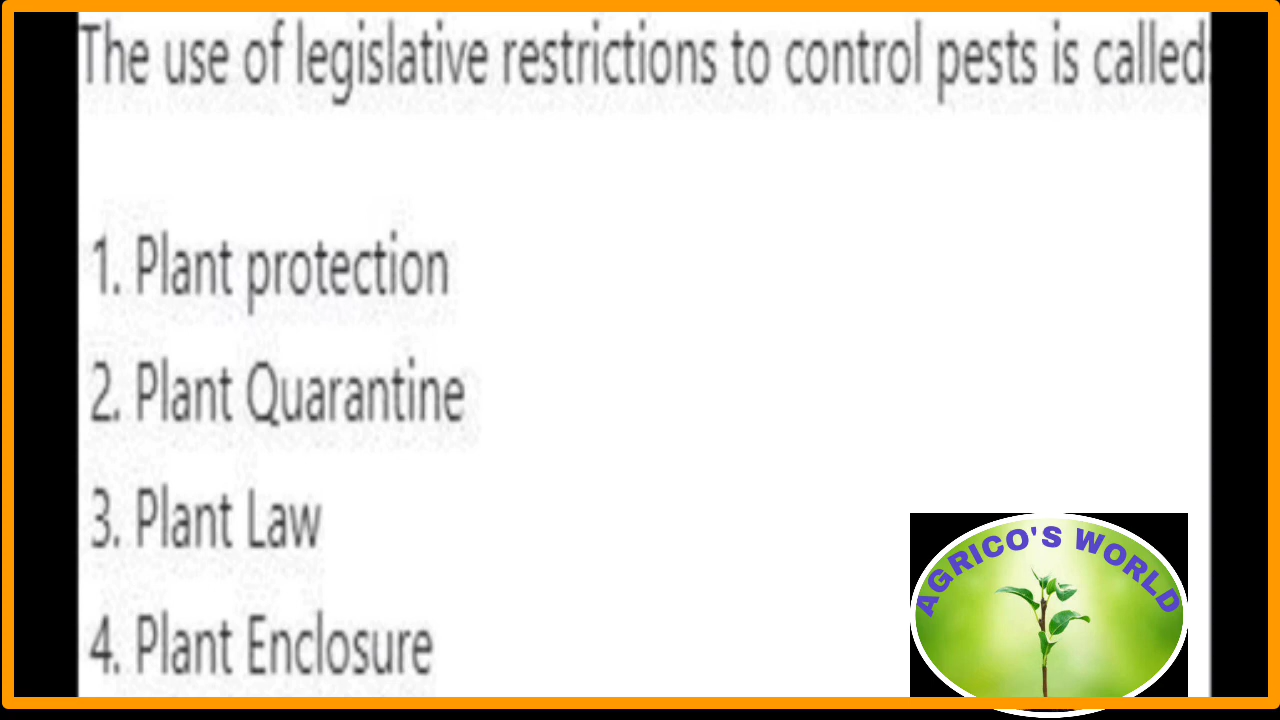 The use of legislative restrictions to control pests is called:
1. Plant protection
2. Plant Quarantine
3. Plant Law
4. Plant Enclosure
AGRICO'S WORLD